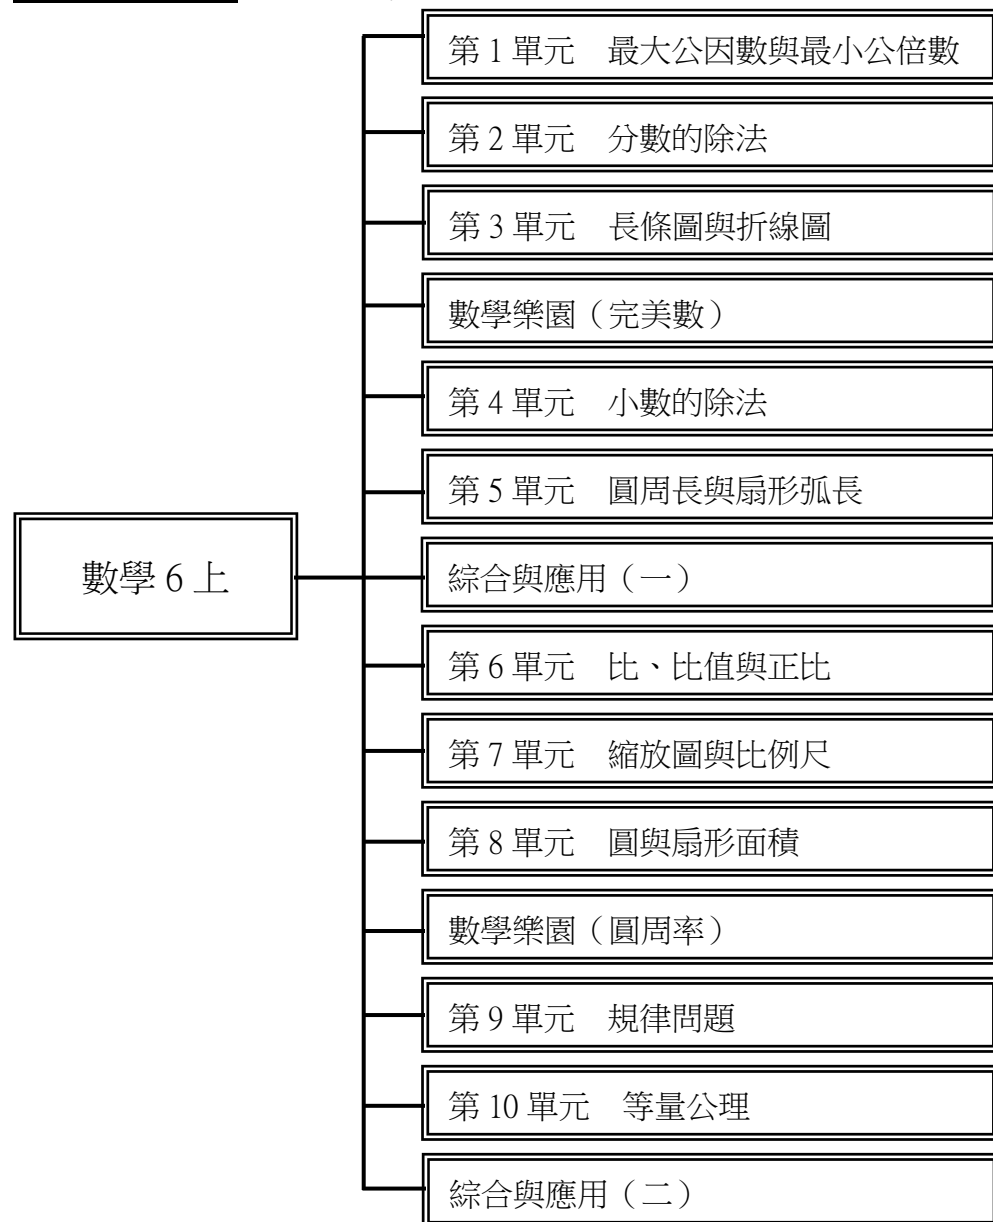 第 1 單元　最大公因數與最小公倍數
第 2 單元　分數的除法
第 3 單元　長條圖與折線圖
數學樂園（完美數）
第 4 單元　小數的除法
第 5 單元　圓周長與扇形弧長
數學 6 上
綜合與應用（一）
第 6 單元　比、比值與正比
第 7 單元　縮放圖與比例尺
第 8 單元　圓與扇形面積
數學樂園（圓周率）
第 9 單元　規律問題
第 10 單元　等量公理
綜合與應用（二）